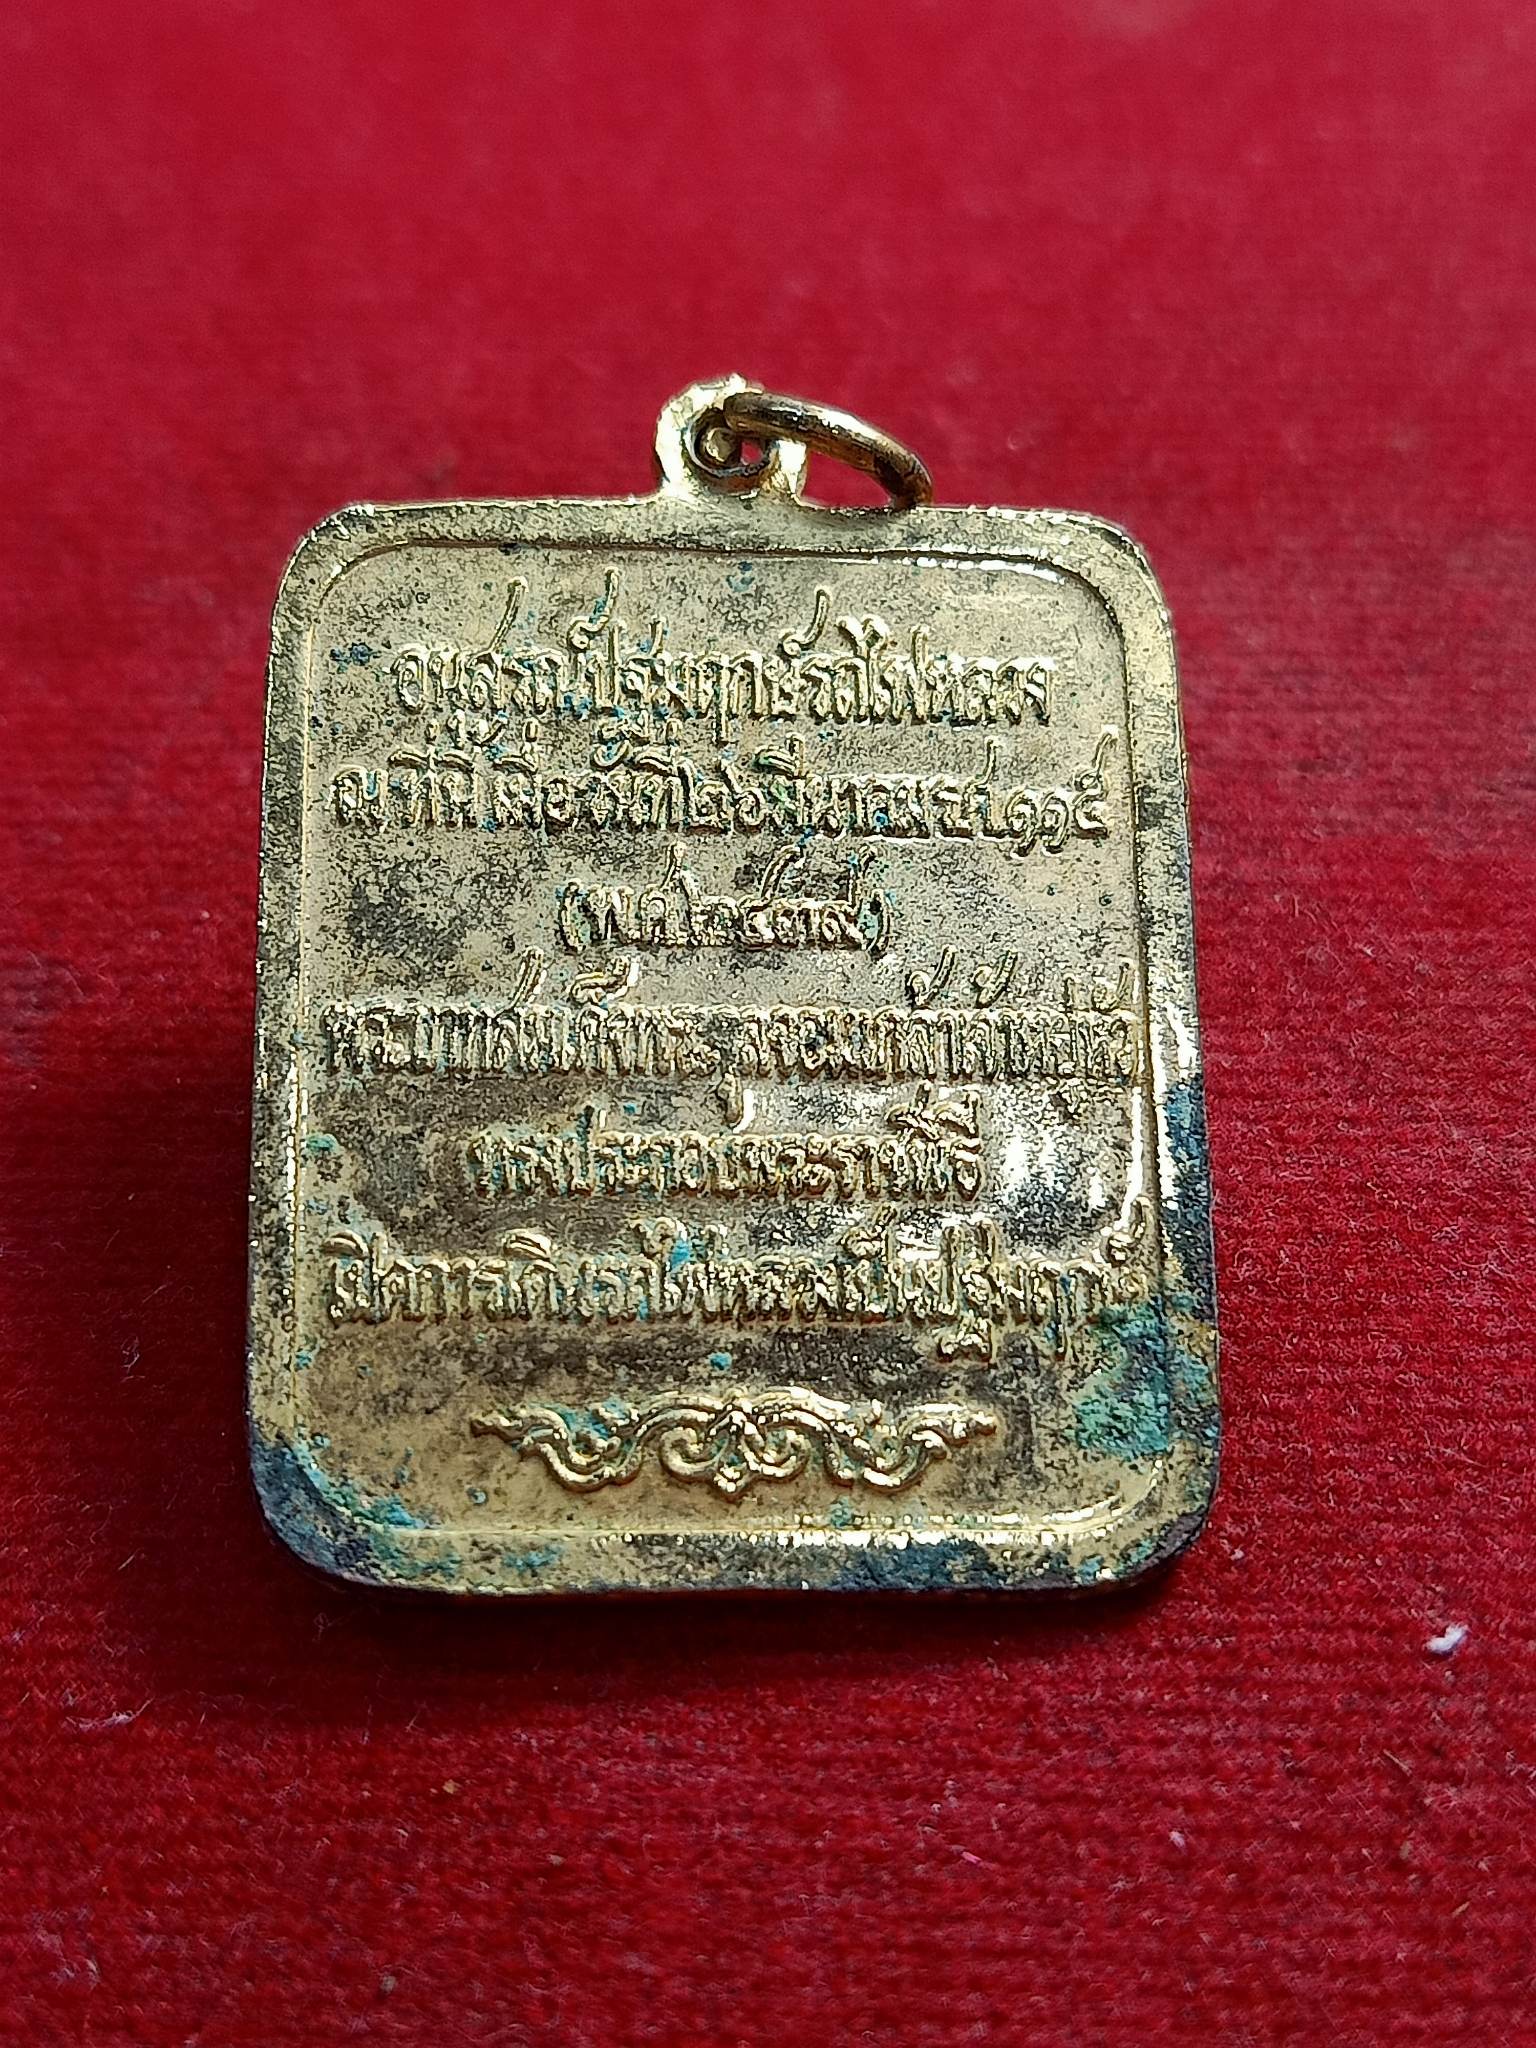 อนุสรณ์ปฐมฤกษ์รถไฟหลวง
ณ ที่นี้ เมื่อวันที่ ๒๖ มีนาคม ร.ศ. ๑๑๕
(พ.ศ. ๒๔๓๙)
พระบาทสมเด็จพระจุลจอมเกล้าเจ้าอยู่หัว
ทรงประกอบพระราชพิธี
เปิดการเดินรถไฟหลวงเป็นปฐมฤกษ์